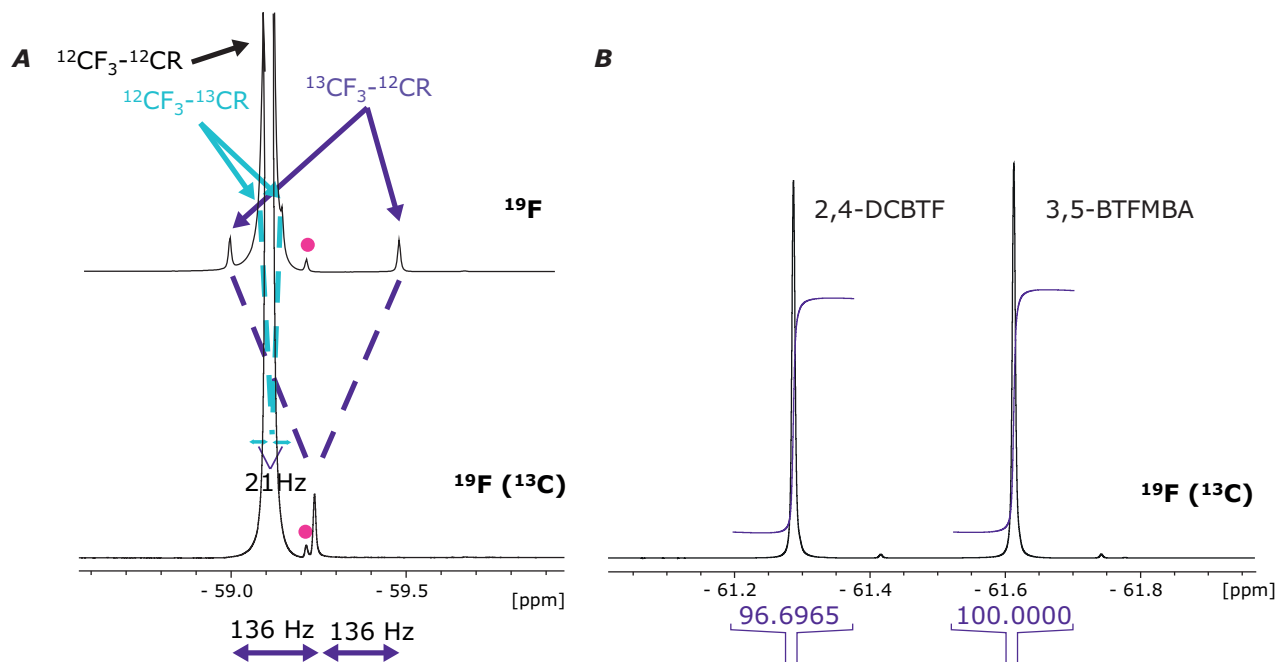 A
¹²CF₃-¹²CR
¹²CF₃-¹³CR
¹³CF₃-¹²CR
¹⁹F
21Hz
¹⁹F (¹³C)
- 59.0
- 59.5
[ppm]
136 Hz
136 Hz
B
2,4-DCBTF
3,5-BTFMBA
¹⁹F (¹³C)
- 61.2
- 61.4
- 61.6
- 61.8
[ppm]
96.6965
100.0000